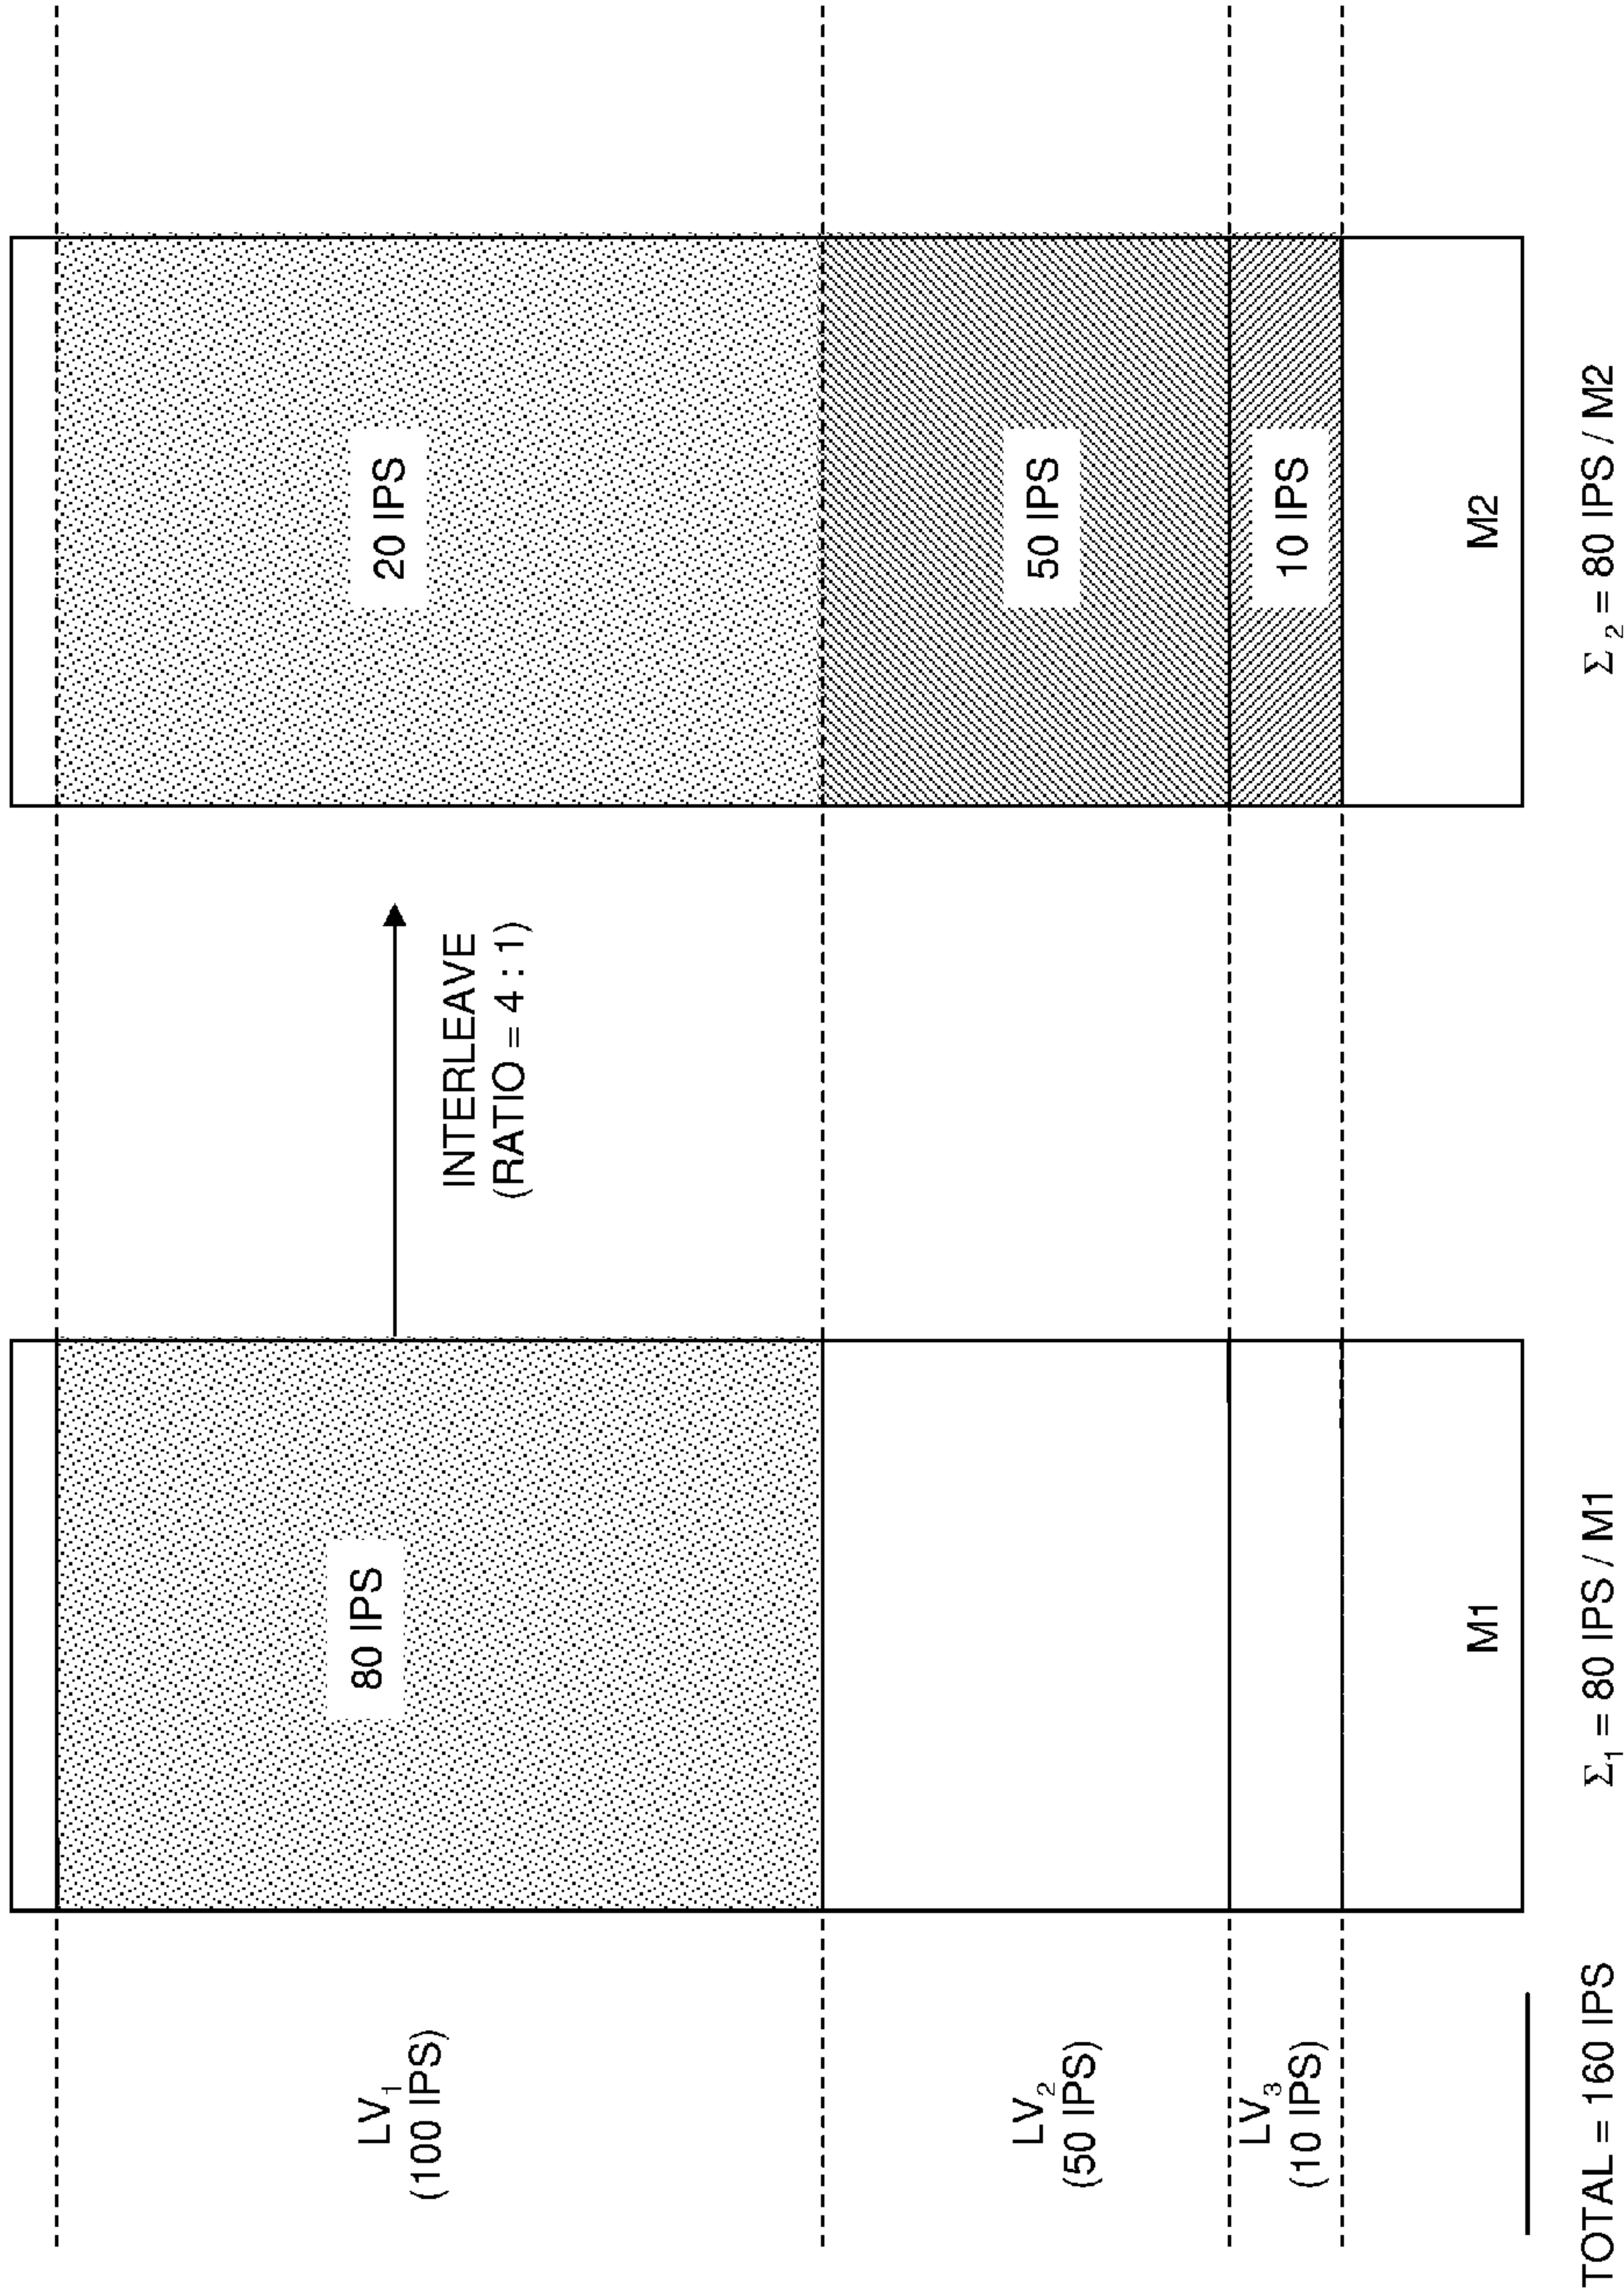 LV1
(100 IPS)
80 IPS
INTERLEAVE
(RATIO = 4 : 1)
20 IPS
LV2
(50 IPS)
50 IPS
LV3
(10 IPS)
10 IPS
M1
M2
TOTAL = 160 IPS
Σ1 = 80 IPS / M1
Σ2 = 80 IPS / M2